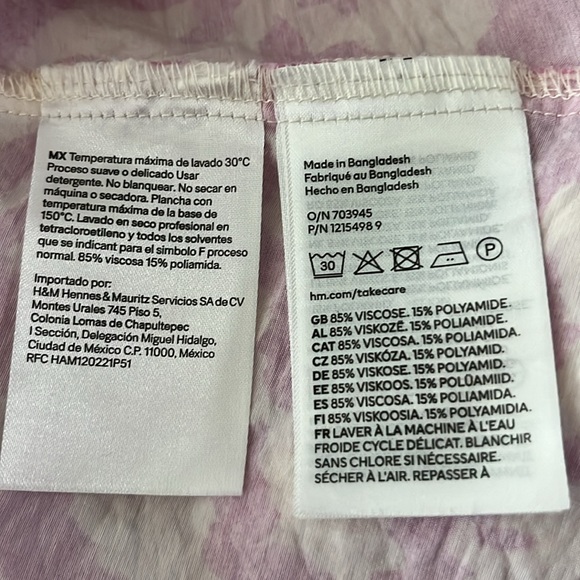 MX Temperatura máxima de lavado 30°C
Proceso suave o delicado Usar
detergente. No blanquear. No secar en
máquina o secadora. Plancha con
temperatura máxima de la base de
150°C. Lavado en seco profesional en
tetracloroetileno y todos los solventes
que se indican para el simbolo F proceso
normal. 85% viscosa 15% poliamida.
Importado por:
H&M Hennes & Mauritz Servicios SA de CV
Montes Urales 745 Piso 5,
Colonia Lomas de Chapultepec
I Sección, Delegación Miguel Hidalgo,
Ciudad de México C.P. 11000, México
RFC HAM120221P51
Made in Bangladesh
Fabriqué au Bangladesh
Hecho en Bangladesh
O/N 703945
P/N 1215498 9
30 P
hm.com/takecare
GB 85% VISCOSE. 15% POLYAMIDE.
AL 85% VISKOZË. 15% POLIAMIDE.
CAT 85% VISCOSA. 15% POLIAMIDA.
CZ 85% VISKÓZA. 15% POLYAMID.
DE 85% VISKOSE. 15% POLYAMID.
EE 85% VISKOOS. 15% POLÜAMIID.
ES 85% VISCOSA. 15% POLIAMIDA.
FI 85% VISKOOSIA. 15% POLYAMIDIA.
FR LAVER À LA MACHINE À L'EAU
FROIDE CYCLE DÉLICAT. BLANCHIR
SANS CHLORE SI NÉCESSAIRE.
SÉCHER À L'AIR. REPASSER À